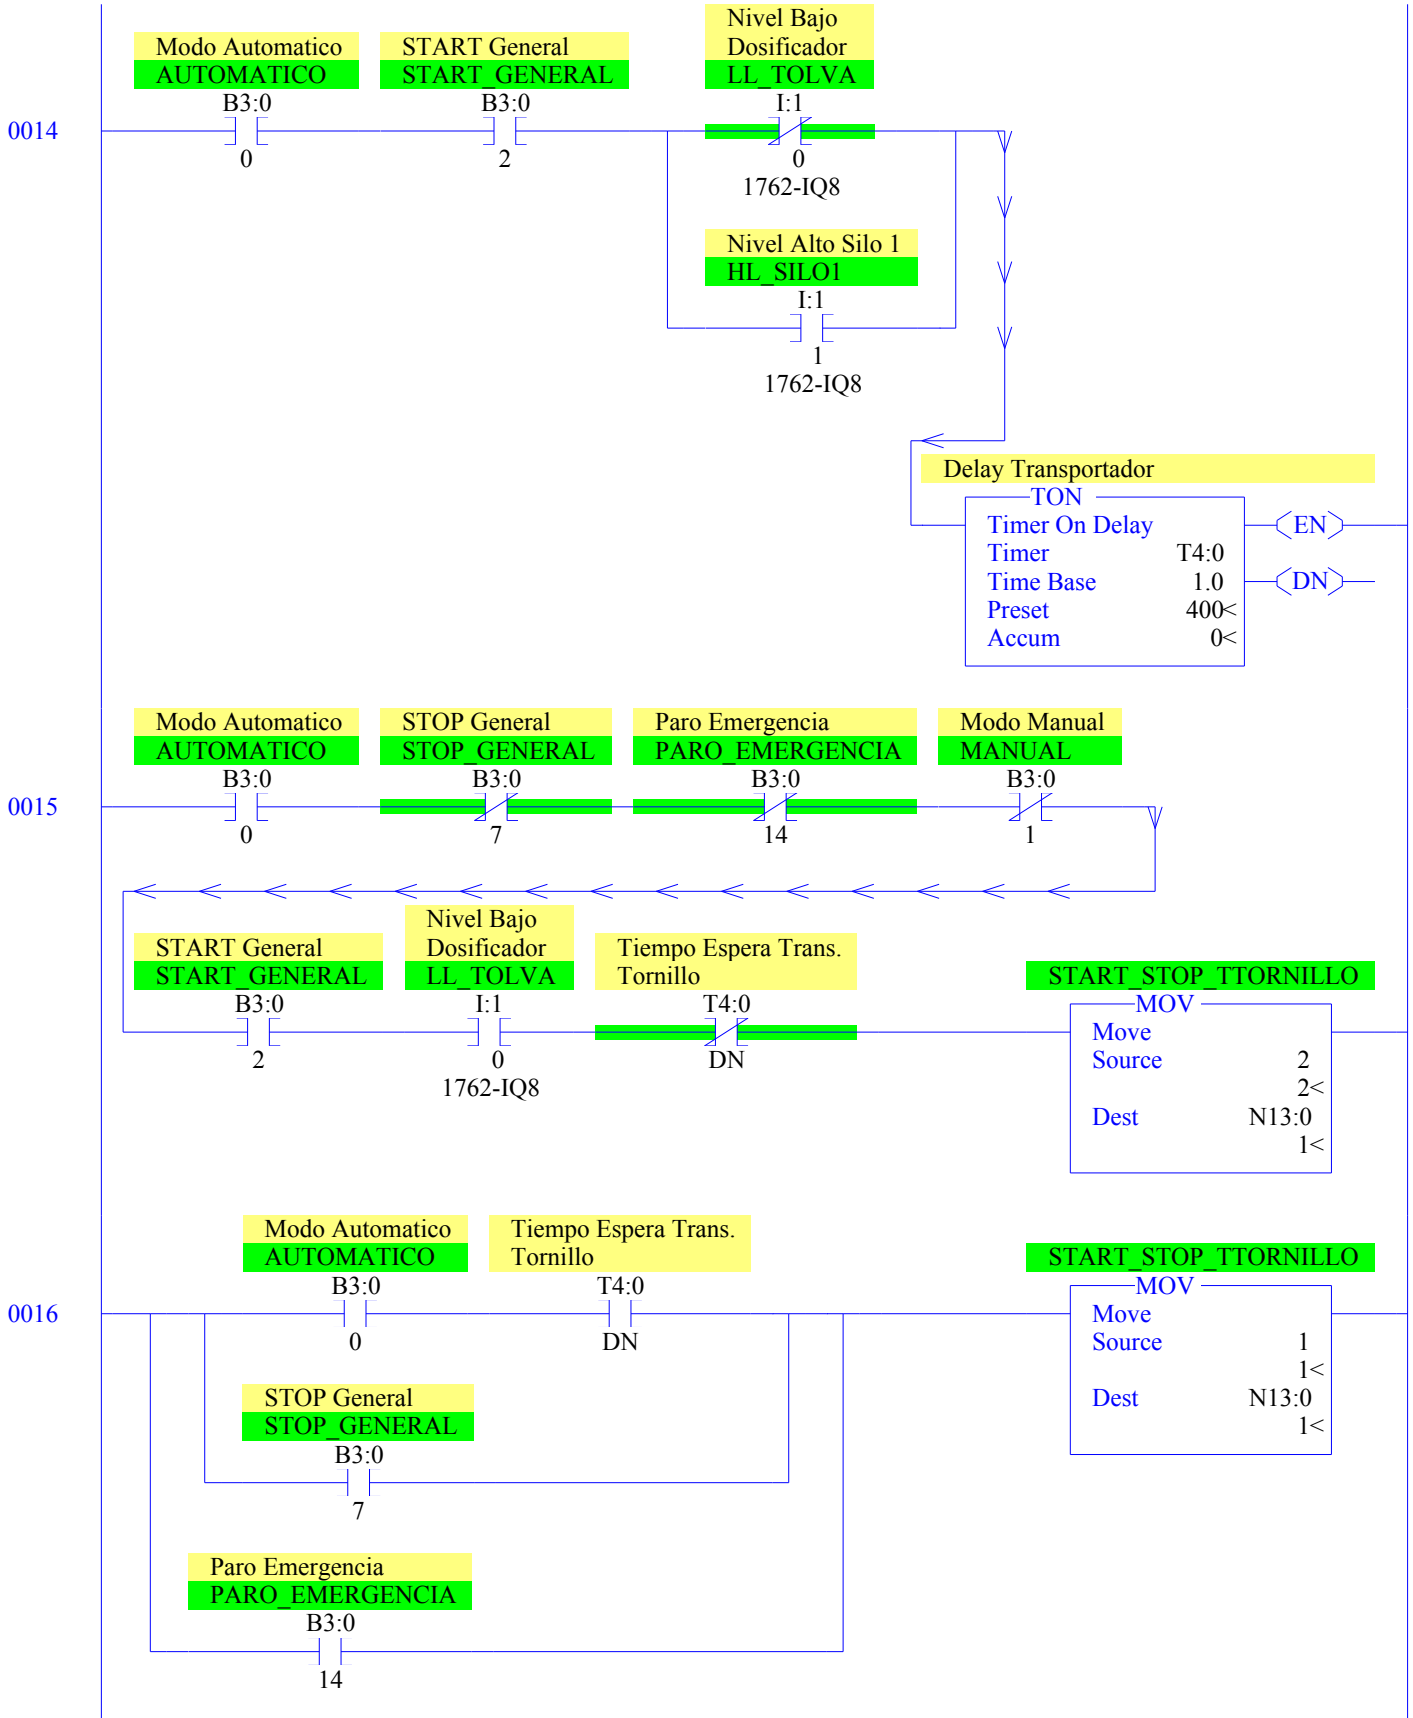 Modo Automatico
AUTOMATICO
B3:0
0
START General
START_GENERAL
B3:0
2
Nivel Bajo
Dosificador
LL_TOLVA
I:1
0
1762-IQ8
0014
Nivel Alto Silo 1
HL_SILO1
I:1
1
1762-IQ8
Delay Transportador
TON
Timer On Delay
Timer T4:0
Time Base 1.0
Preset 400<
Accum 0<
EN
DN
0015
Modo Automatico
AUTOMATICO
B3:0
0
STOP General
STOP_GENERAL
B3:0
7
Paro Emergencia
PARO_EMERGENCIA
B3:0
14
Modo Manual
MANUAL
B3:0
1
START General
START_GENERAL
B3:0
2
Nivel Bajo
Dosificador
LL_TOLVA
I:1
0
1762-IQ8
Tiempo Espera Trans.
Tornillo
T4:0
DN
START_STOP_TTORNILLO
MOV
Move
Source 2
2<
Dest N13:0
1<
0016
Modo Automatico
AUTOMATICO
B3:0
0
Tiempo Espera Trans.
Tornillo
T4:0
DN
START_STOP_TTORNILLO
MOV
Move
Source 1
1<
Dest N13:0
1<
STOP General
STOP_GENERAL
B3:0
7
Paro Emergencia
PARO_EMERGENCIA
B3:0
14